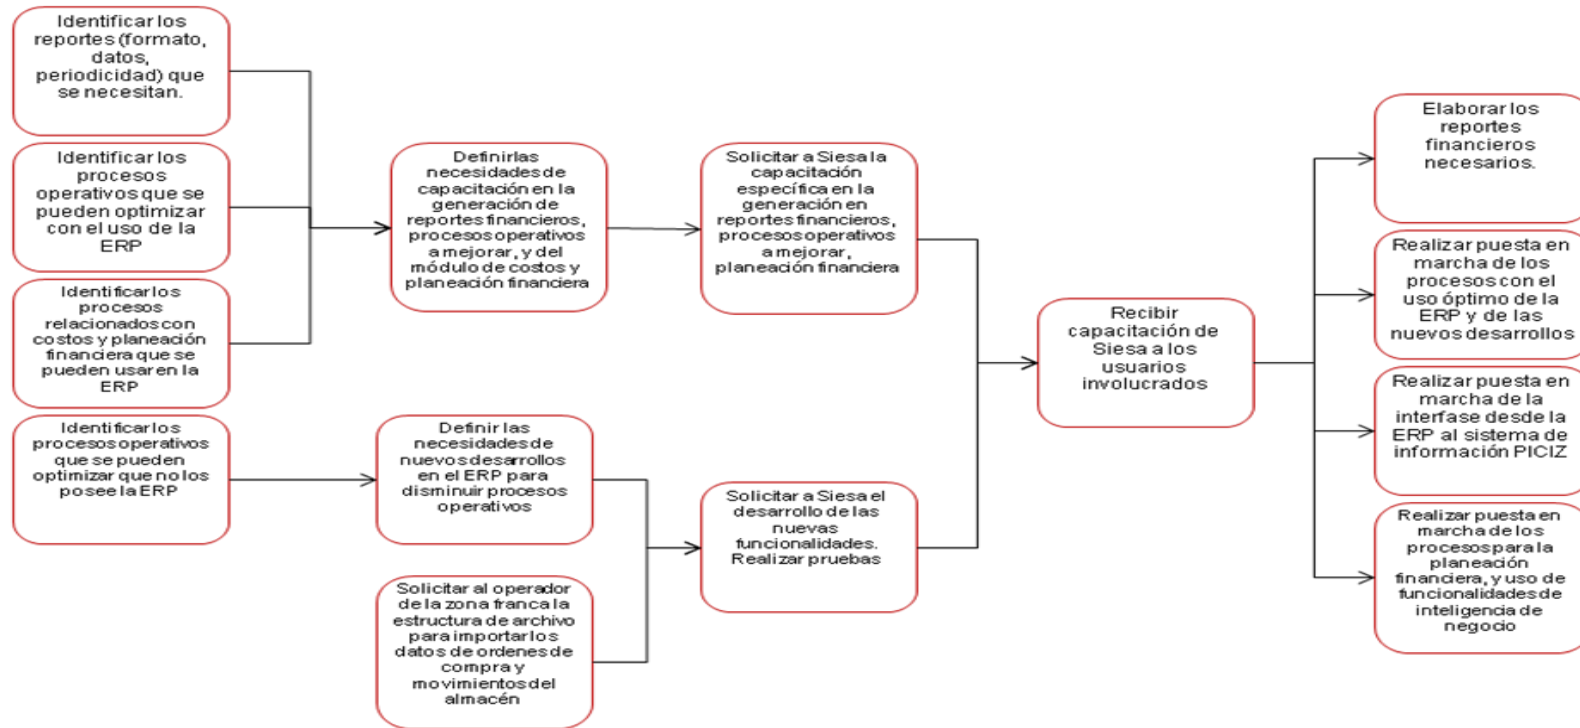 Identificar los
reportes (formato,
datos,
periodicidad) que
se necesitan.
Identificar los
procesos
operativos que se
pueden optimizar
con el uso de la
ERP
Identificarlos
procesos
relacionados con
costos y planeación
financiera que se
pueden usar en la
ERP
Identificarlos
procesos operativos
que se pueden
optimizar que no los
posee la ERP
Definirlas
necesidades de
capacitación en la
generación de
reportes financieros,
procesos operativos
a mejorar, y del
módulo de costos y
planeación financiera
Definir las
necesidades de
nuevos desarrollos
en el ERP para
disminuir procesos
operativos
Solicitar al operador
de la zona franca la
estructura de archivo
para importar los
datos de ordenes de
compra y
movimientos del
almacén
Solicitar a Siesa la
capacitación
específica en la
generación en
reportes financieros,
procesos operativos
a mejorar,
planeación financiera
Solicitar a Siesa el
desarrollo de las
nuevas
funcionalidades.
Realizar pruebas
Recibir
capacitación de
Siesa a los
usuarios
involucrados
Elaborar los
reportes
financieros
necesarios.
Realizar puesta en
marcha de los
procesos con el
uso óptimo de la
ERP y de las
nuevos desarrollos
Realizar puesta en
marcha de la
interfase desde la
ERP al sistema de
información PICIZ
Realizar puesta en
marcha de los
procesos para la
planeación
financiera, y uso de
funcionalidades de
inteligencia de
negocio